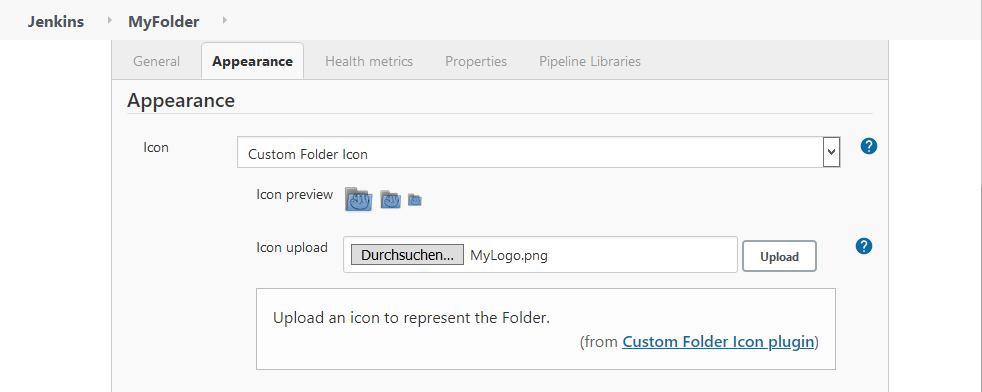 Jenkins MyFolder
General Appearance Health metrics Properties Pipeline Libraries
Appearance
Icon Custom Folder Icon ?
Icon preview
Icon upload Durchsuchen... MyLogo.png Upload ?
Upload an icon to represent the Folder.
(from Custom Folder Icon plugin)